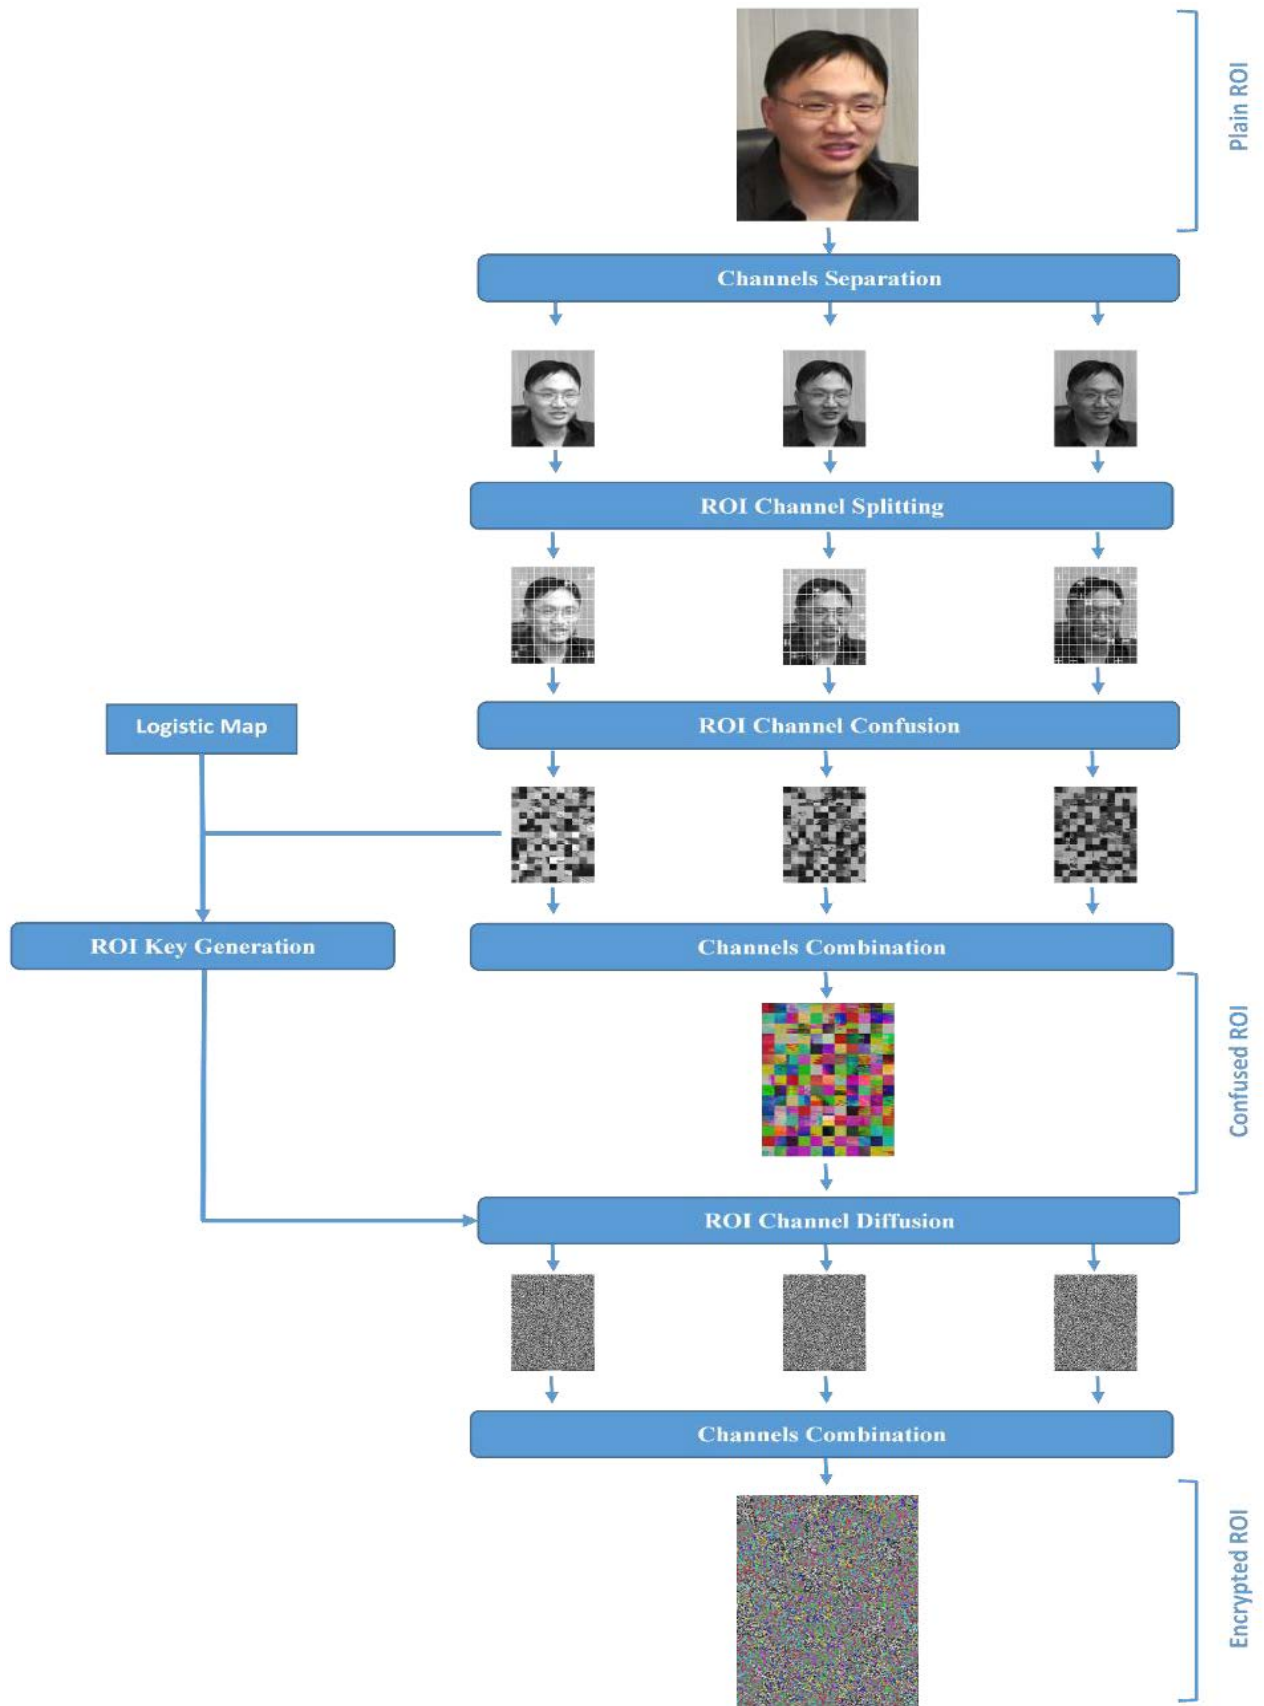 Plain ROI
Channels Separation
ROI Channel Splitting
Logistic Map
ROI Channel Confusion
ROI Key Generation
Channels Combination
Confused ROI
ROI Channel Diffusion
Channels Combination
Encrypted ROI